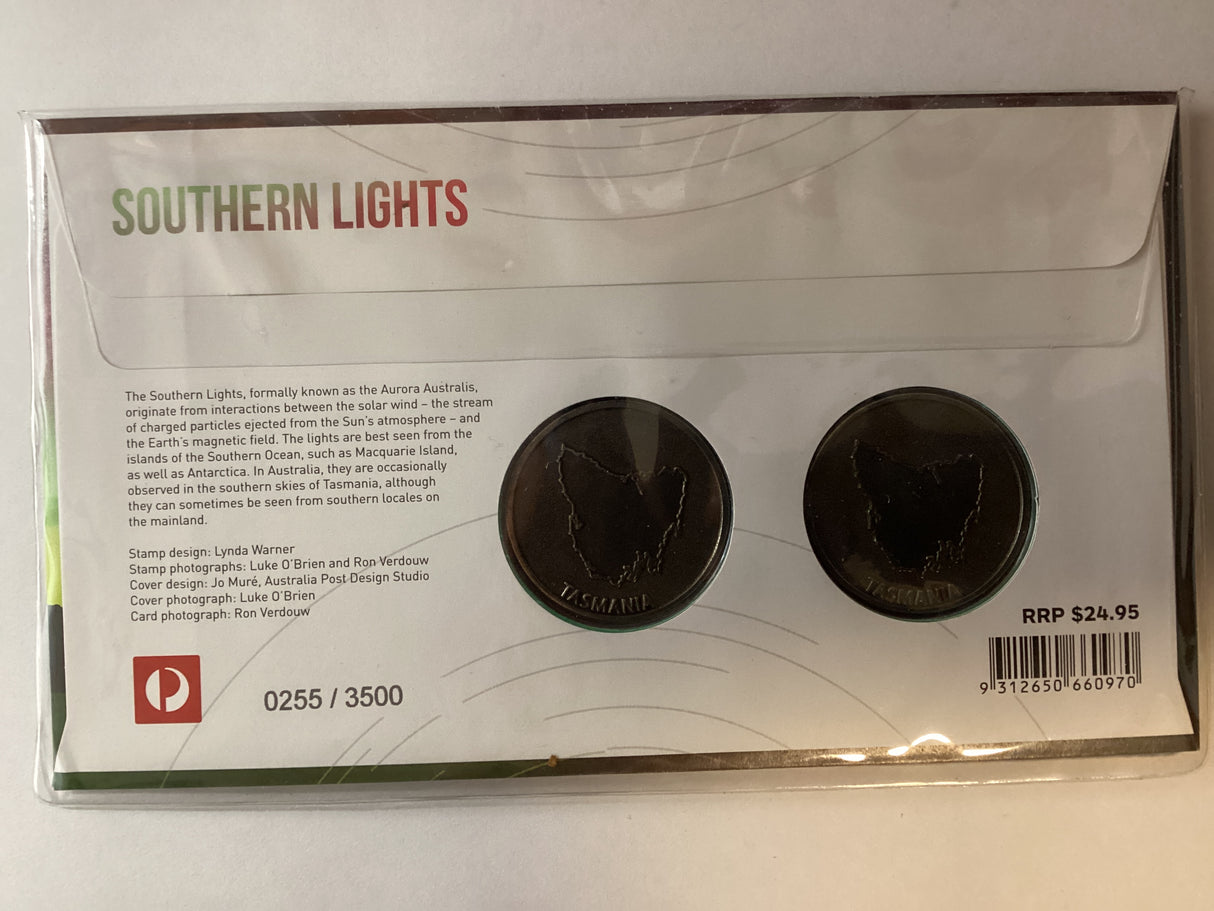 SOUTHERN LIGHTS
The Southern Lights, formally known as the Aurora Australis,
originate from interactions between the solar wind – the stream
of charged particles ejected from the Sun's atmosphere – and
the Earth's magnetic field. The lights are best seen from the
islands of the Southern Ocean, such as Macquarie Island,
as well as Antarctica. In Australia, they are occasionally
observed in the southern skies of Tasmania, although
they can sometimes be seen from southern locales on
the mainland.
Stamp design: Lynda Warner
Stamp photographs: Luke O'Brien and Ron Verdouw
Cover design: Jo Muré, Australia Post Design Studio
Cover photograph: Luke O'Brien
Card photograph: Ron Verdouw
0255 / 3500
TASMANIA
TASMANIA
RRP $24.95
9 312650 660970